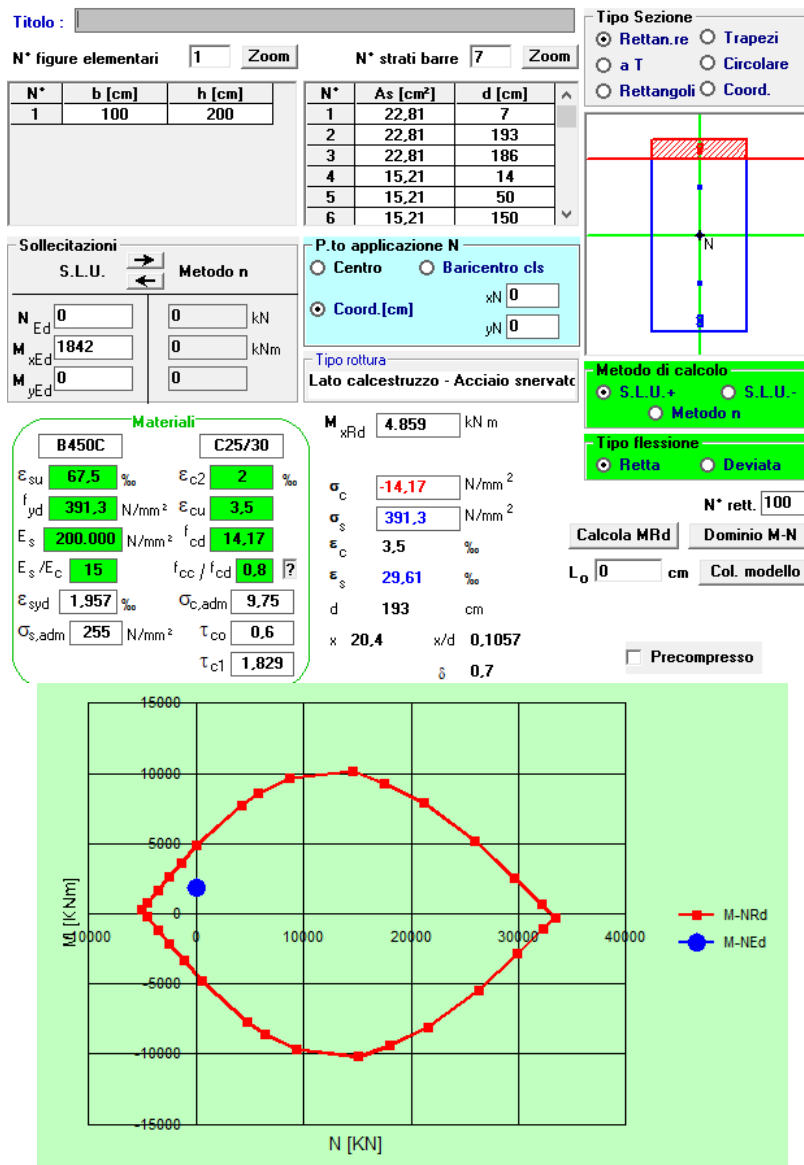 Titolo :
N° figure elementari 1 Zoom
N° strati barre 7 Zoom
N° b [cm] h [cm]
1 100 200
N° As [cm²] d [cm]
1 22,81 7
2 22,81 193
3 22,81 186
4 15,21 14
5 15,21 50
6 15,21 150
Tipo Sezione
Rettan.re Trapezi
a T Circolare
Rettangoli Coord.
N
Sollecitazioni
S.L.U. Metodo n
N Ed 0 0 kN
M xEd 1842 0 kNm
M yEd 0 0
P.to applicazione N
Centro Baricentro cls
Coord.[cm] xN 0
yN 0
Tipo rottura
Lato calcestruzzo - Acciaio snervato
Metodo di calcolo
S.L.U.+ S.L.U.-
Metodo n
Tipo flessione
Retta Deviata
Materiali
B450C C25/30
εsu 67,5 ‰ εc2 2 ‰
fyd 391,3 N/mm² εcu 3,5
Es 200.000 N/mm² fcd 14,17
Es/Ec 15 fcc / fcd 0,8 ?
εsyd 1,957 ‰ σc,adm 9,75
σs,adm 255 N/mm² τco 0,6
τc1 1,829
M xRd 4.859 kN m
σc -14,17 N/mm²
σs 391,3 N/mm²
εc 3,5 ‰
εs 29,61 ‰
d 193 cm
x 20,4 x/d 0,1057
δ 0,7
N° rett. 100
Calcola MRd Dominio M-N
Lo 0 cm Col. modello
Precompresso
15000
10000
5000
0
-5000
-10000
-15000
10000 0 10000 20000 30000 40000
M [KNm]
N [KN]
M-NRd
M-NEd